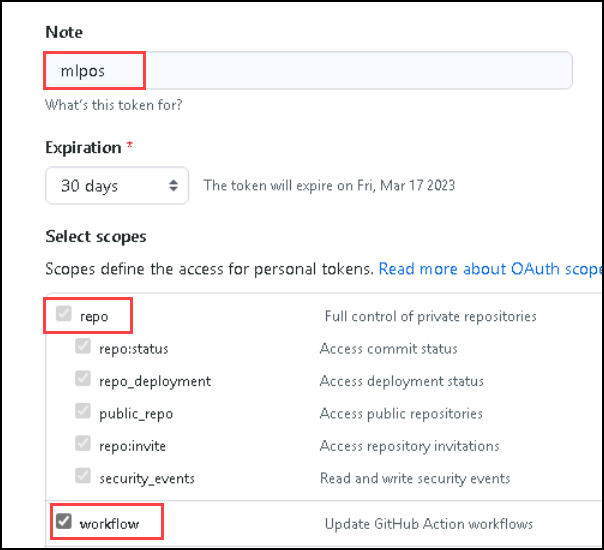 Note
mlpos
What's this token for?
Expiration *
30 days The token will expire on Fri, Mar 17 2023
Select scopes
Scopes define the access for personal tokens. Read more about OAuth scope
repo Full control of private repositories
repo:status Access commit status
repo_deployment Access deployment status
public_repo Access public repositories
repo:invite Access repository invitations
security_events Read and write security events
workflow Update GitHub Action workflows